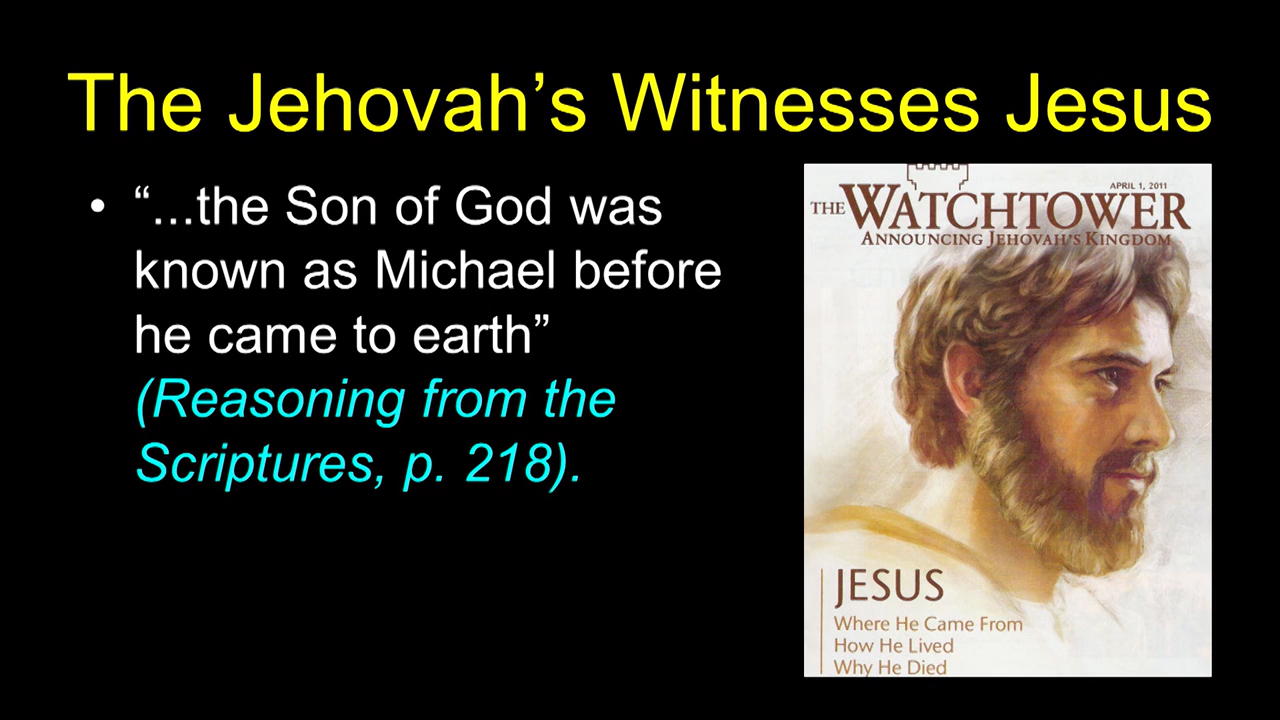 The Jehovah’s Witnesses Jesus
• “...the Son of God was
known as Michael before
he came to earth”
(Reasoning from the
Scriptures, p. 218).
APRIL 1, 2011
THE WATCHTOWER
ANNOUNCING JEHOVAH'S KINGDOM
JESUS
Where He Came From
How He Lived
Why He Died